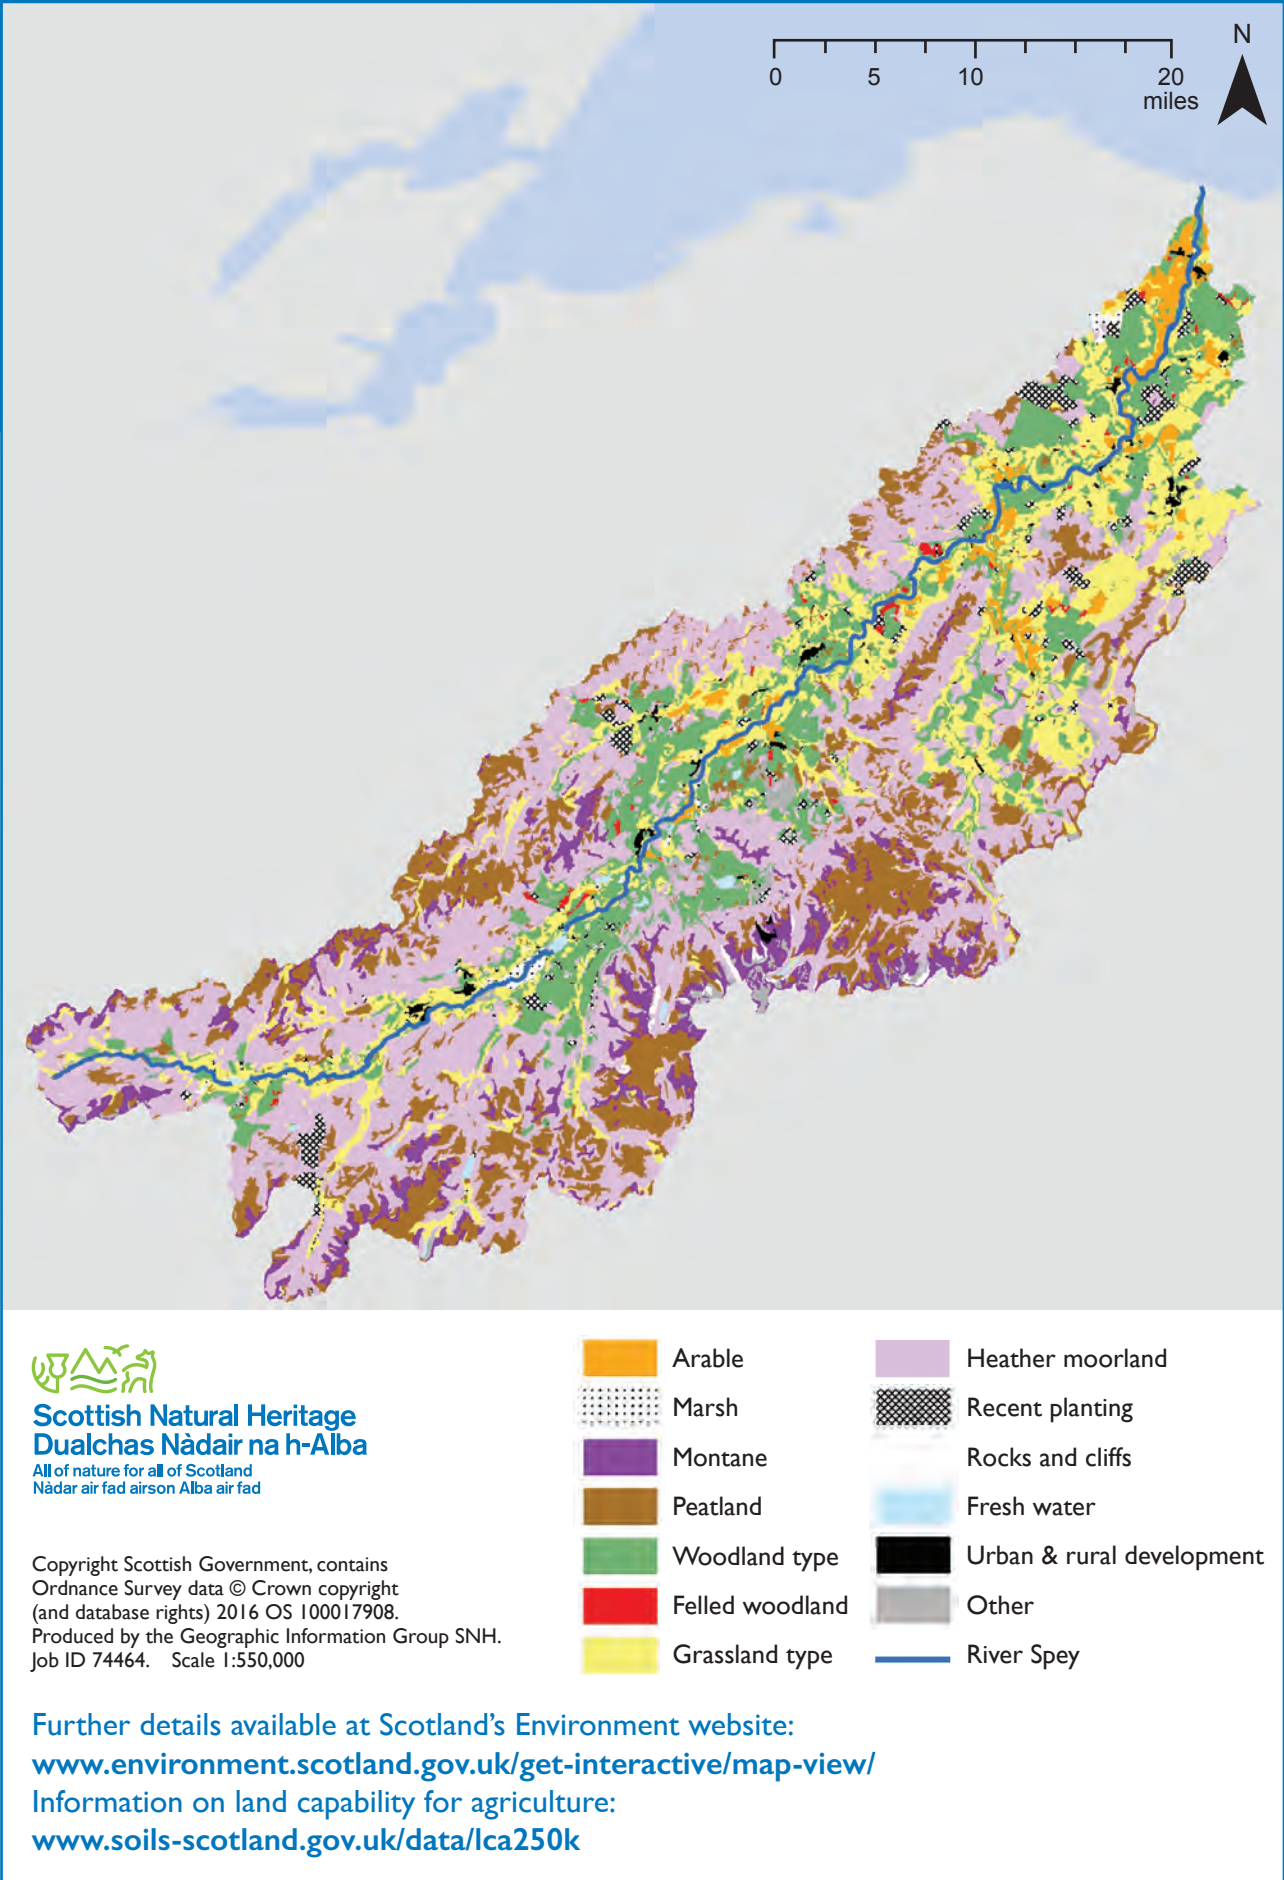 N
0 5 10 20
miles
Scottish Natural Heritage
Dualchas Nàdair na h-Alba
All of nature for all of Scotland
Nàdar air fad airson Alba air fad
Copyright Scottish Government, contains
Ordnance Survey data © Crown copyright
(and database rights) 2016 OS 100017908.
Produced by the Geographic Information Group SNH.
Job ID 74464. Scale 1:550,000
Arable
Marsh
Montane
Peatland
Woodland type
Felled woodland
Grassland type
Heather moorland
Recent planting
Rocks and cliffs
Fresh water
Urban & rural development
Other
River Spey
Further details available at Scotland's Environment website:
www.environment.scotland.gov.uk/get-interactive/map-view/
Information on land capability for agriculture:
www.soils-scotland.gov.uk/data/lca250k